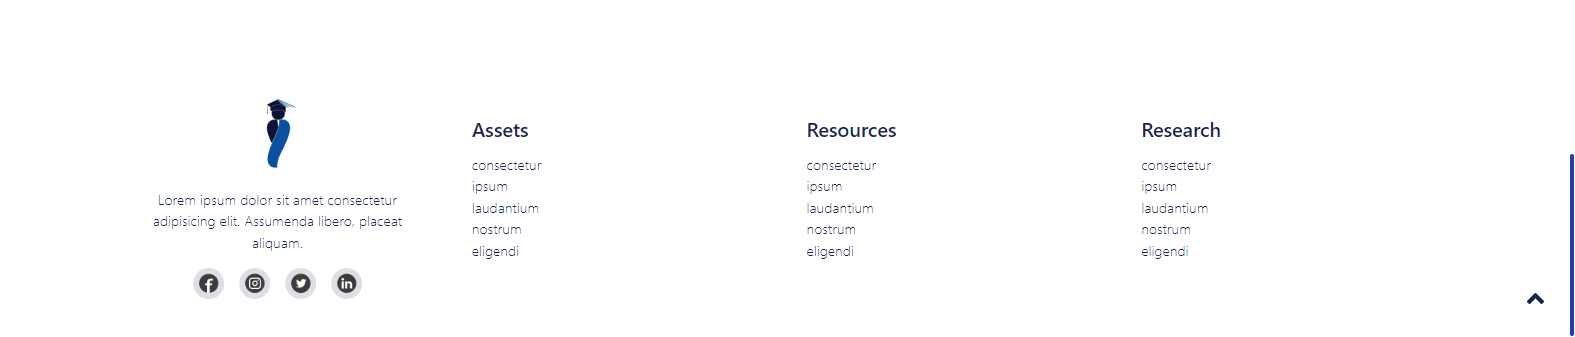 Lorem ipsum dolor sit amet consectetur
adipisicing elit. Assumenda libero, placeat
aliquam.
Assets
consectetur
ipsum
laudantium
nostrum
eligendi
Resources
consectetur
ipsum
laudantium
nostrum
eligendi
Research
consectetur
ipsum
laudantium
nostrum
eligendi